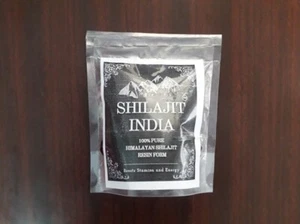 SHILAJIT
INDIA
100% PURE
HIMALAYAN SHILAJIT
RESIN FORM
Boosts Stamina and Energy